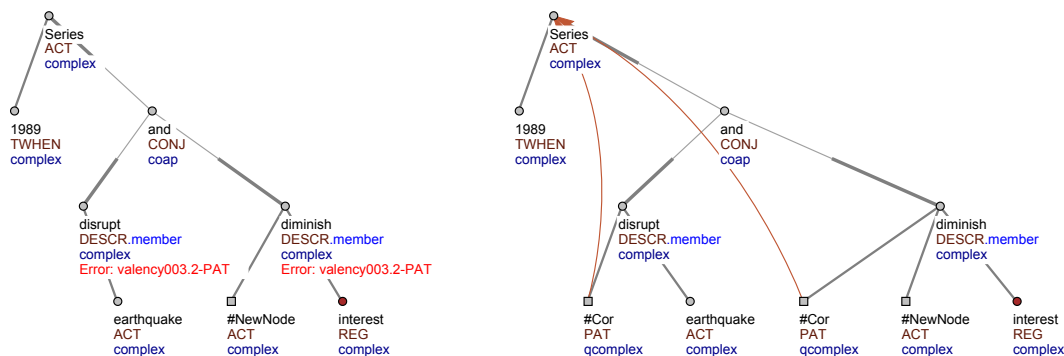 Series
ACT
complex
1989
TWHEN
complex
and
CONJ
coap
disrupt
DESCR.member
complex
Error: valency003.2-PAT
diminish
DESCR.member
complex
Error: valency003.2-PAT
earthquake
ACT
complex
#NewNode
ACT
complex
interest
REG
complex
Series
ACT
complex
1989
TWHEN
complex
and
CONJ
coap
disrupt
DESCR.member
complex
diminish
DESCR.member
complex
#Cor
PAT
qcomplex
earthquake
ACT
complex
#Cor
PAT
qcomplex
#NewNode
ACT
complex
interest
REG
complex